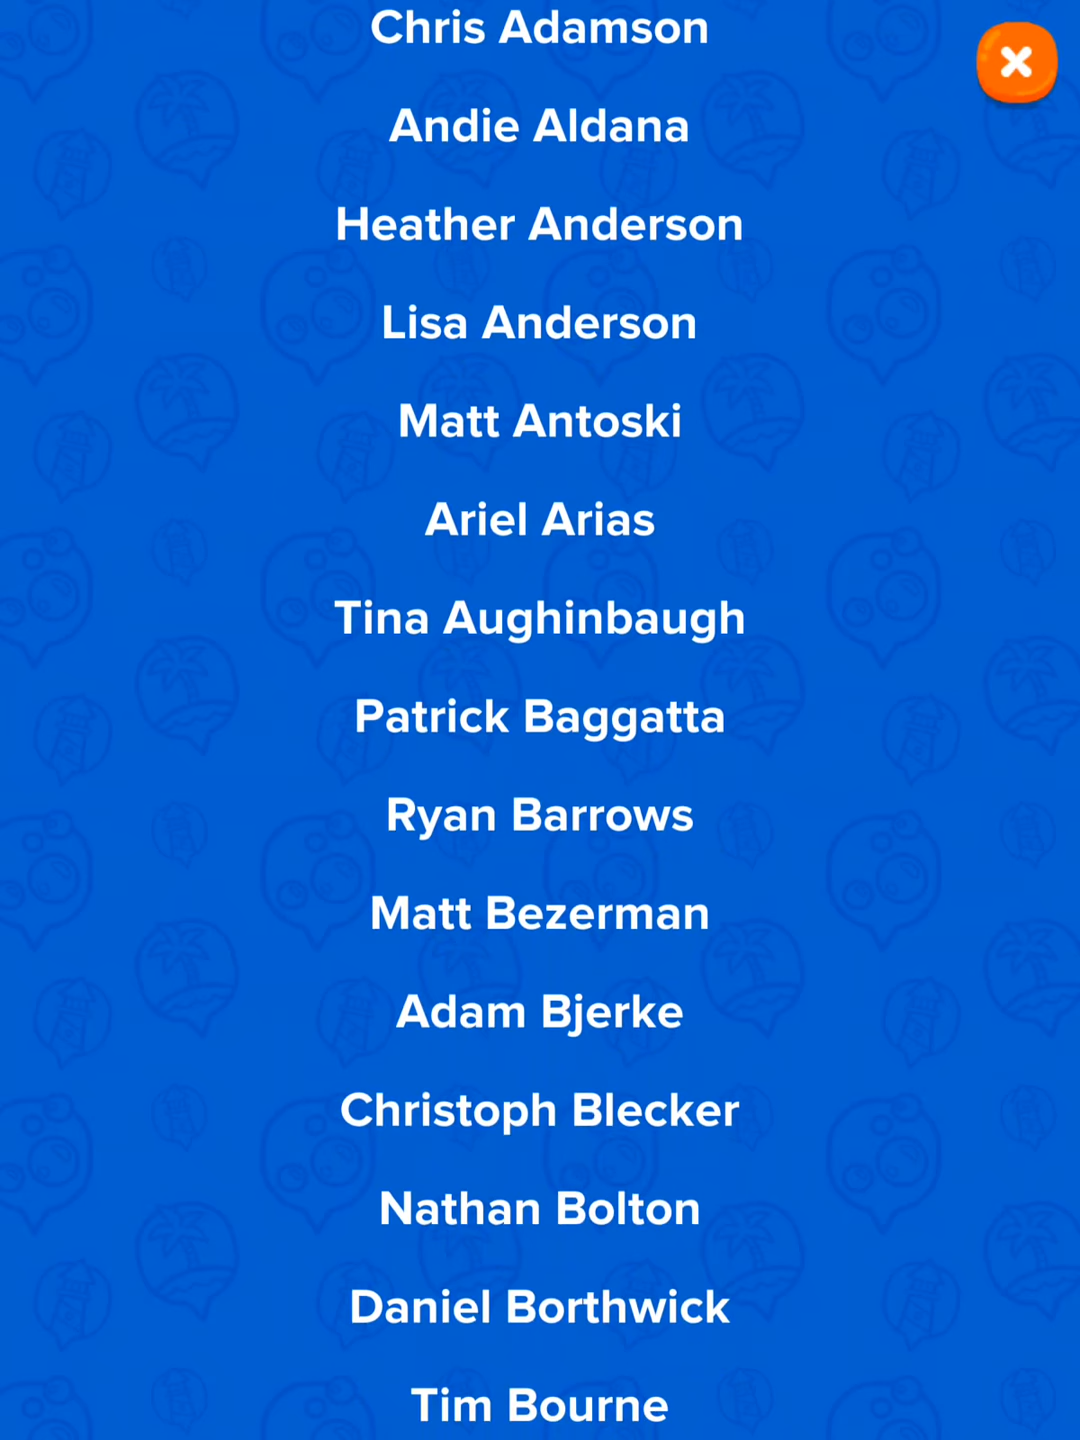 Chris Adamson
Andie Aldana
Heather Anderson
Lisa Anderson
Matt Antoski
Ariel Arias
Tina Aughinbaugh
Patrick Baggatta
Ryan Barrows
Matt Bezerman
Adam Bjerke
Christoph Blecker
Nathan Bolton
Daniel Borthwick
Tim Bourne